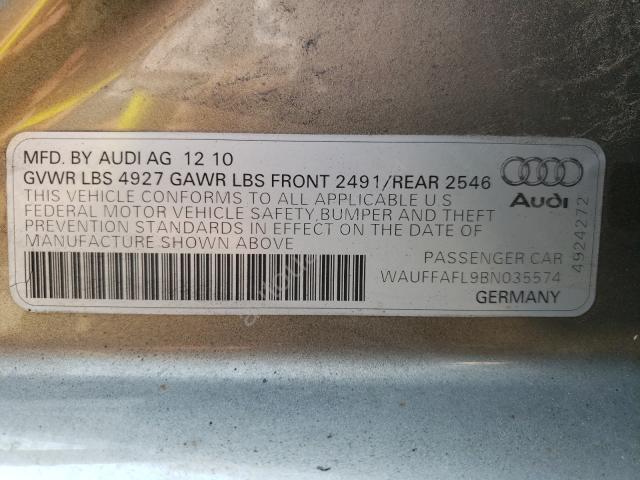 MFD. BY AUDI AG 12 10
GVWR LBS 4927 GAWR LBS FRONT 2491/REAR 2546
THIS VEHICLE CONFORMS TO ALL APPLICABLE U S
FEDERAL MOTOR VEHICLE SAFETY,BUMPER AND THEFT
PREVENTION STANDARDS IN EFFECT ON THE DATE OF
MANUFACTURE SHOWN ABOVE
Audi
4924272
PASSENGER CAR
WAUFFAFL9BN035574
GERMANY